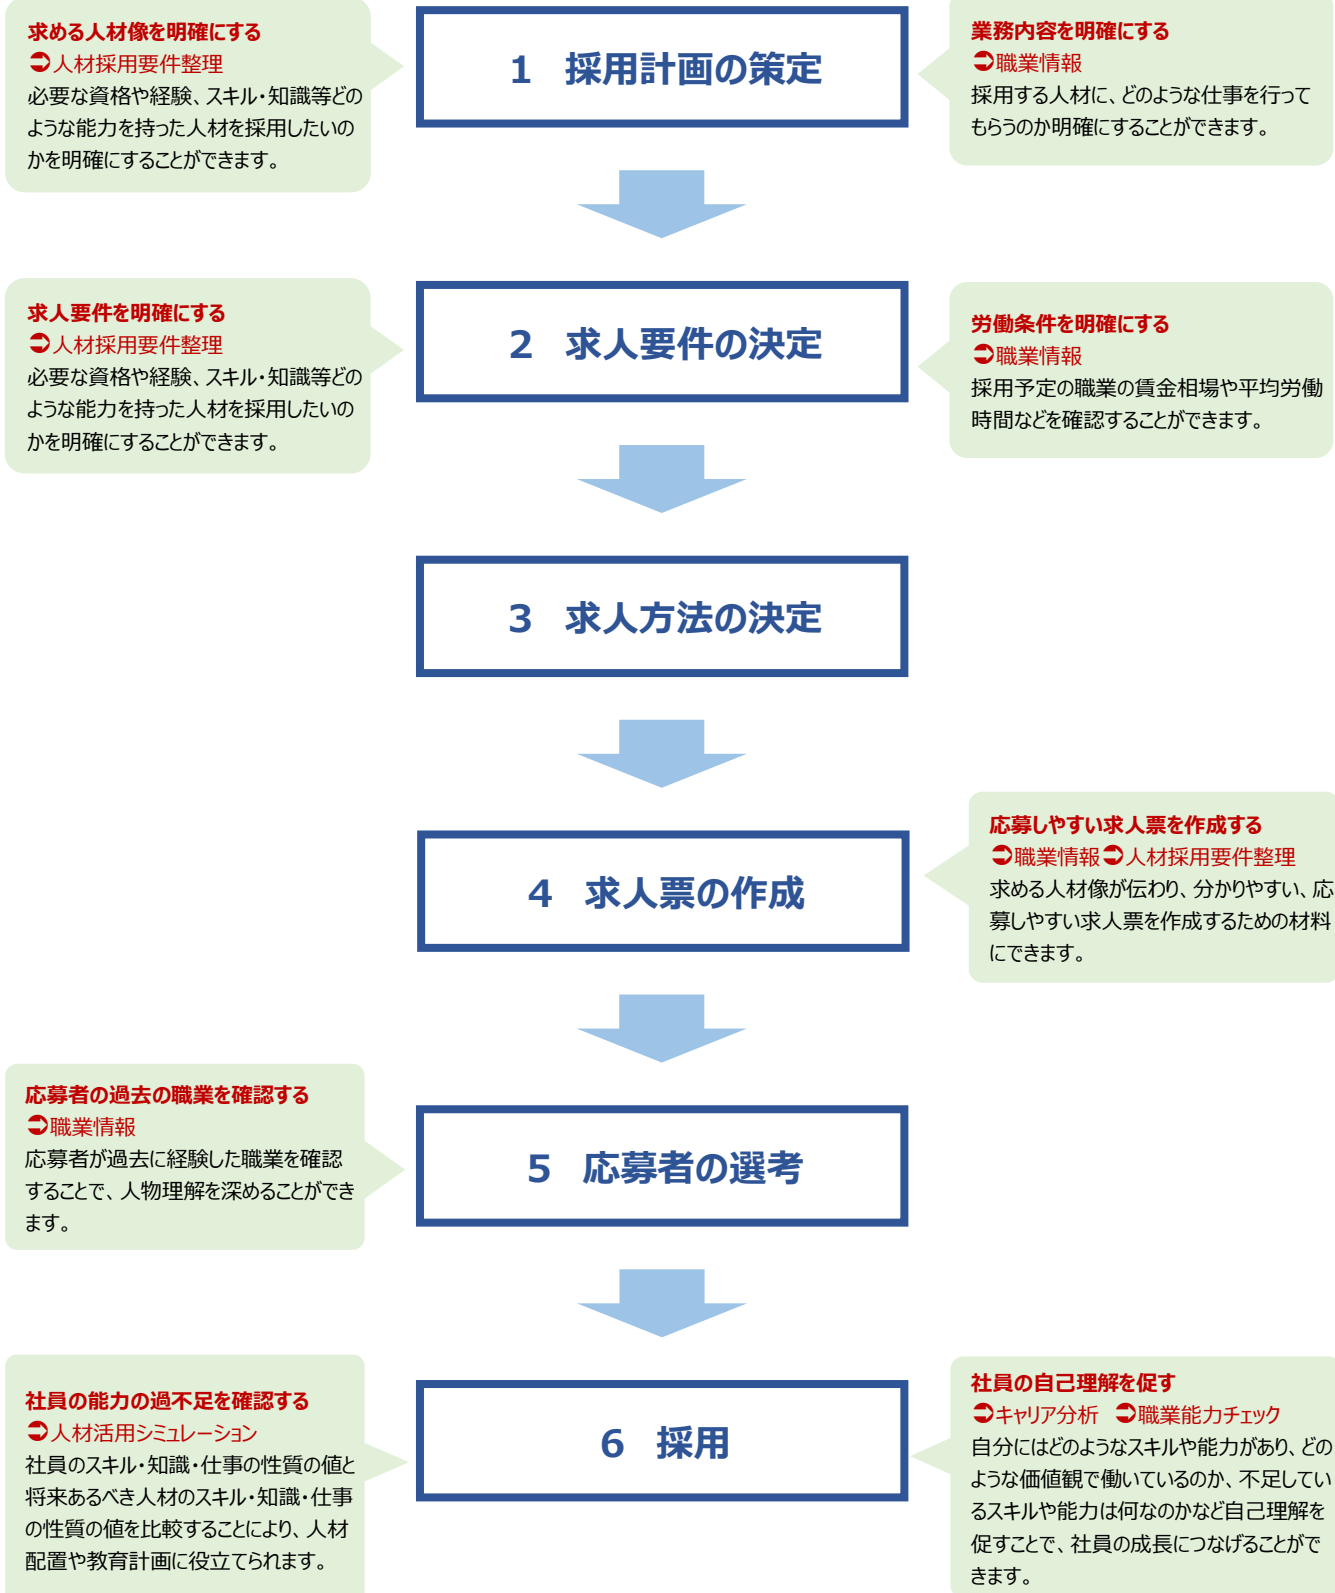 求める人材像を明確にする
➲人材採用要件整理
必要な資格や経験、スキル・知識等どの
ような能力を持った人材を採用したいの
かを明確にすることができます。
1 採用計画の策定
業務内容を明確にする
➲職業情報
採用する人材に、どのような仕事を行って
もらうのか明確にすることができます。
求人要件を明確にする
➲人材採用要件整理
必要な資格や経験、スキル・知識等どの
ような能力を持った人材を採用したいの
かを明確にすることができます。
2 求人要件の決定
労働条件を明確にする
➲職業情報
採用予定の職業の賃金相場や平均労働
時間などを確認することができます。
3 求人方法の決定
4 求人票の作成
応募しやすい求人票を作成する
➲職業情報➲人材採用要件整理
求める人材像が伝わり、分かりやすい、応
募しやすい求人票を作成するための材料
にできます。
応募者の過去の職業を確認する
➲職業情報
応募者が過去に経験した職業を確認
することで、人物理解を深めることができ
ます。
5 応募者の選考
社員の能力の過不足を確認する
➲人材活用シミュレーション
社員のスキル・知識・仕事の性質の値と
将来あるべき人材のスキル・知識・仕事
の性質の値を比較することにより、人材
配置や教育計画に役立てられます。
6 採用
社員の自己理解を促す
➲キャリア分析 ➲職業能力チェック
自分にはどのようなスキルや能力があり、どの
ような価値観で働いているのか、不足してい
るスキルや能力は何なのかなど自己理解を
促すことで、社員の成長につなげることがで
きます。